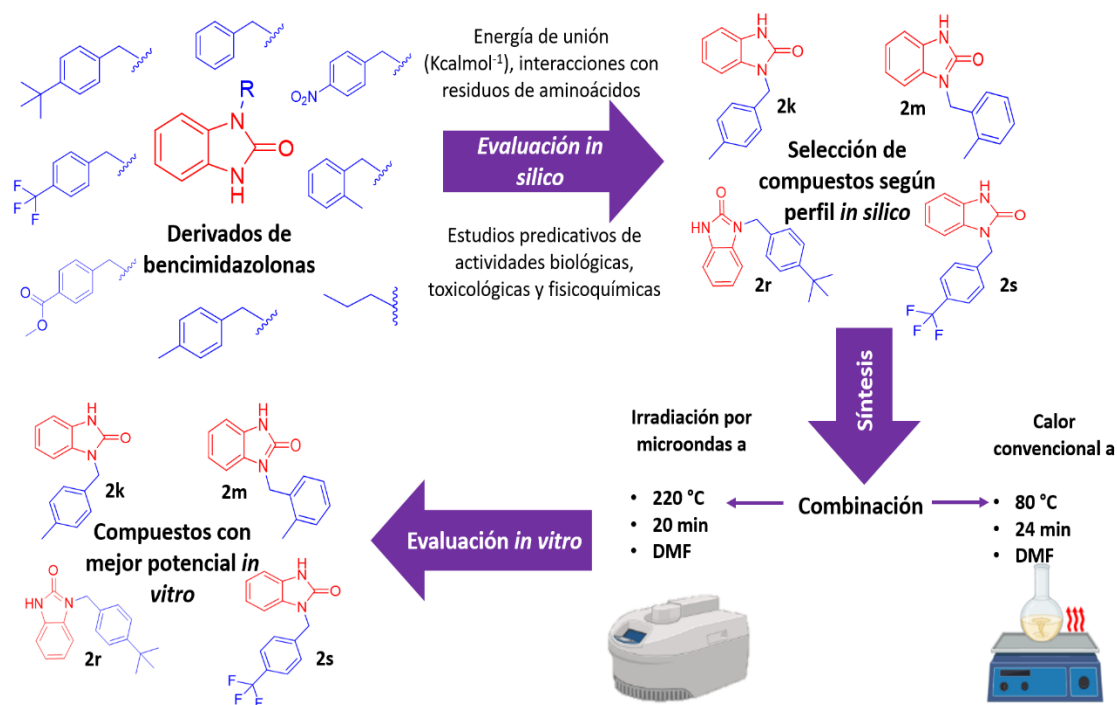 R
N
O
N
H
O₂N
F
F
F
O
O
Derivados de
bencimidazolonas
Energía de unión
(Kcalmol⁻¹), interacciones con
residuos de aminoácidos
Evaluación in
silico
Estudios predicativos de
actividades biológicas,
toxicológicas y fisicoquímicas
H
N
O
N
2k
H
N
O
N
2m
Selección de
compuestos según
perfil in silico
O
HN
N
2r
H
N
O
N
F
F
F
2s
Síntesis
Irradiación por
microondas a
• 220 °C
• 20 min
• DMF
Combinación
Calor
convencional a
• 80 °C
• 24 min
• DMF
Evaluación in vitro
H
N
O
N
2k
H
N
O
N
2m
Compuestos con
mejor potencial in
vitro
O
HN
N
2r
H
N
O
N
F
F
F
2s